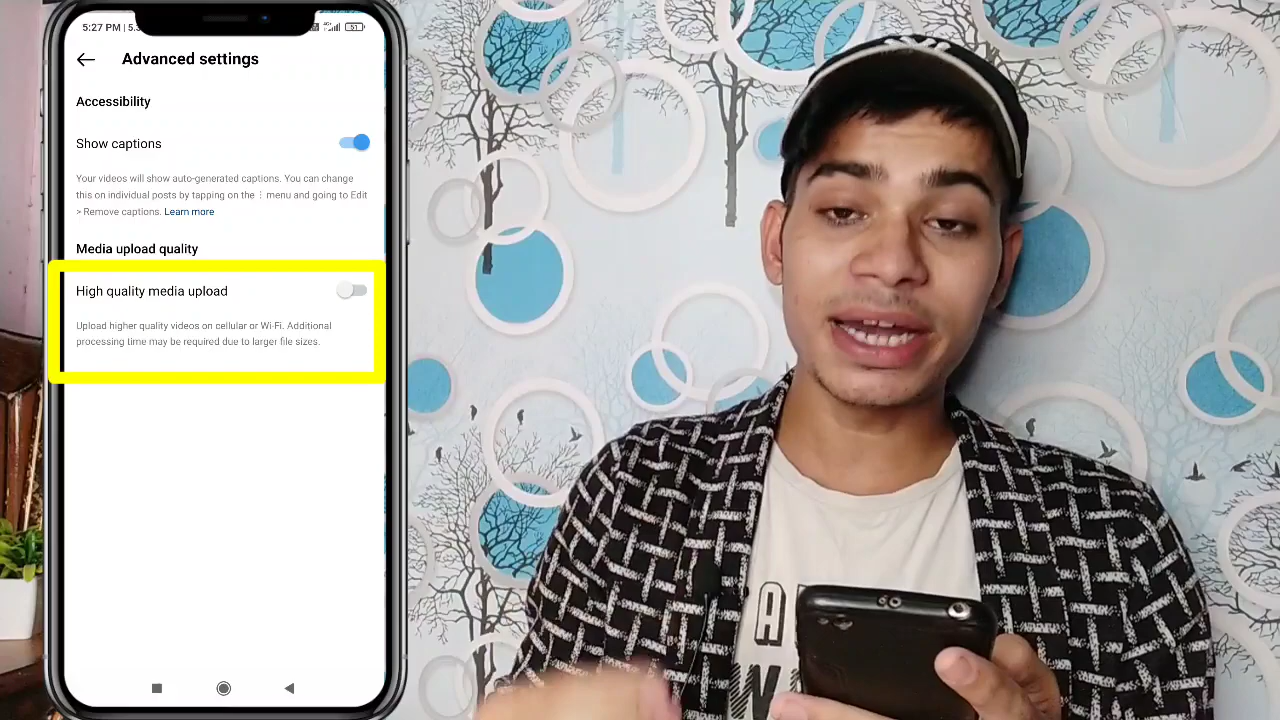 5:27 PM | 5.
51
Advanced settings
Accessibility
Show captions
Your videos will show auto-generated captions. You can change
this on individual posts by tapping on the ⋮ menu and going to Edit
> Remove captions. Learn more
Media upload quality
High quality media upload
Upload higher quality videos on cellular or Wi-Fi. Additional
processing time may be required due to larger file sizes.